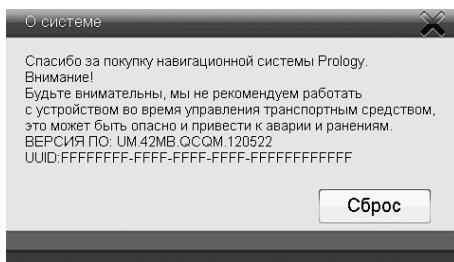 О системе
Спасибо за покупку навигационной системы Prology.
Внимание!
Будьте внимательны, мы не рекомендуем работать
с устройством во время управления транспортным средством,
это может быть опасно и привести к аварии и ранениям.
ВЕРСИЯ ПО: UM.42MB.QCQM.120522
UUID:FFFFFFFF-FFFF-FFFF-FFFF-FFFFFFFFFFFF
Сброс